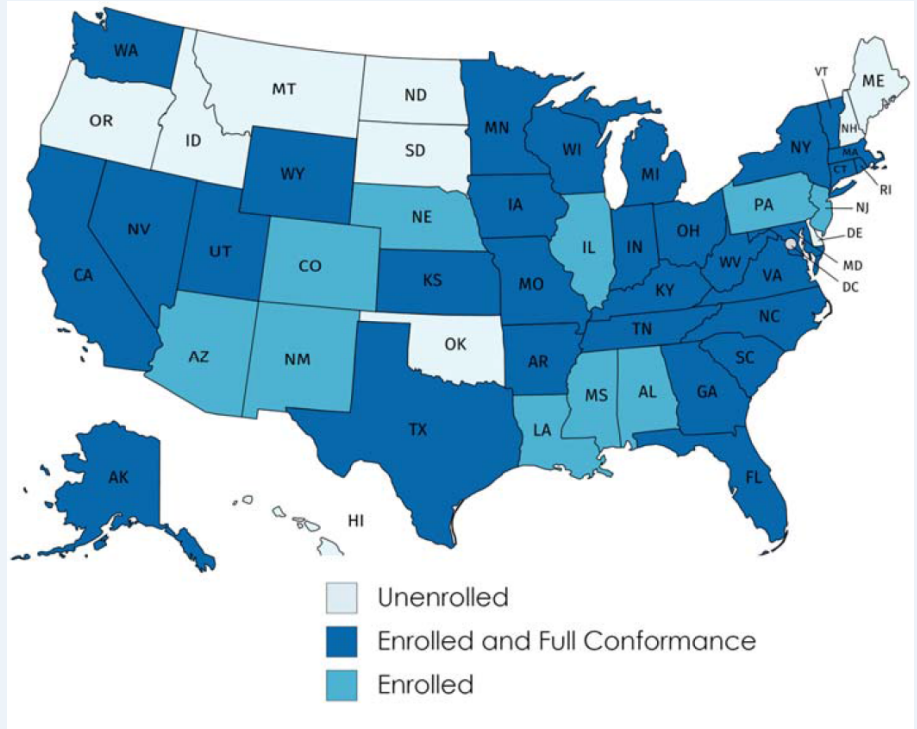 WA
MT
ND
MN
VT
ME
OR
ID
SD
WI
MI
NY
NH
MA
CT
RI
WY
IA
NE
PA
NJ
NV
UT
CO
IL
IN
OH
DE
MD
DC
CA
KS
MO
WV
VA
KY
NC
TN
AZ
NM
OK
AR
SC
MS
AL
GA
TX
LA
FL
AK
HI
Unenrolled
Enrolled and Full Conformance
Enrolled